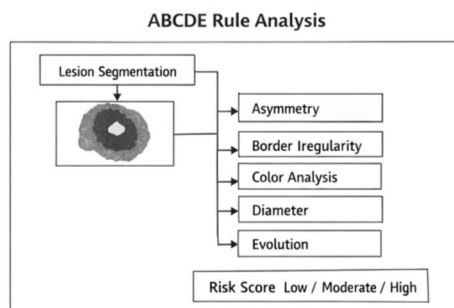 ABCDE Rule Analysis
Lesion Segmentation
Asymmetry
Border Iregularity
Color Analysis
Diameter
Evolution
Risk Score Low / Moderate / High